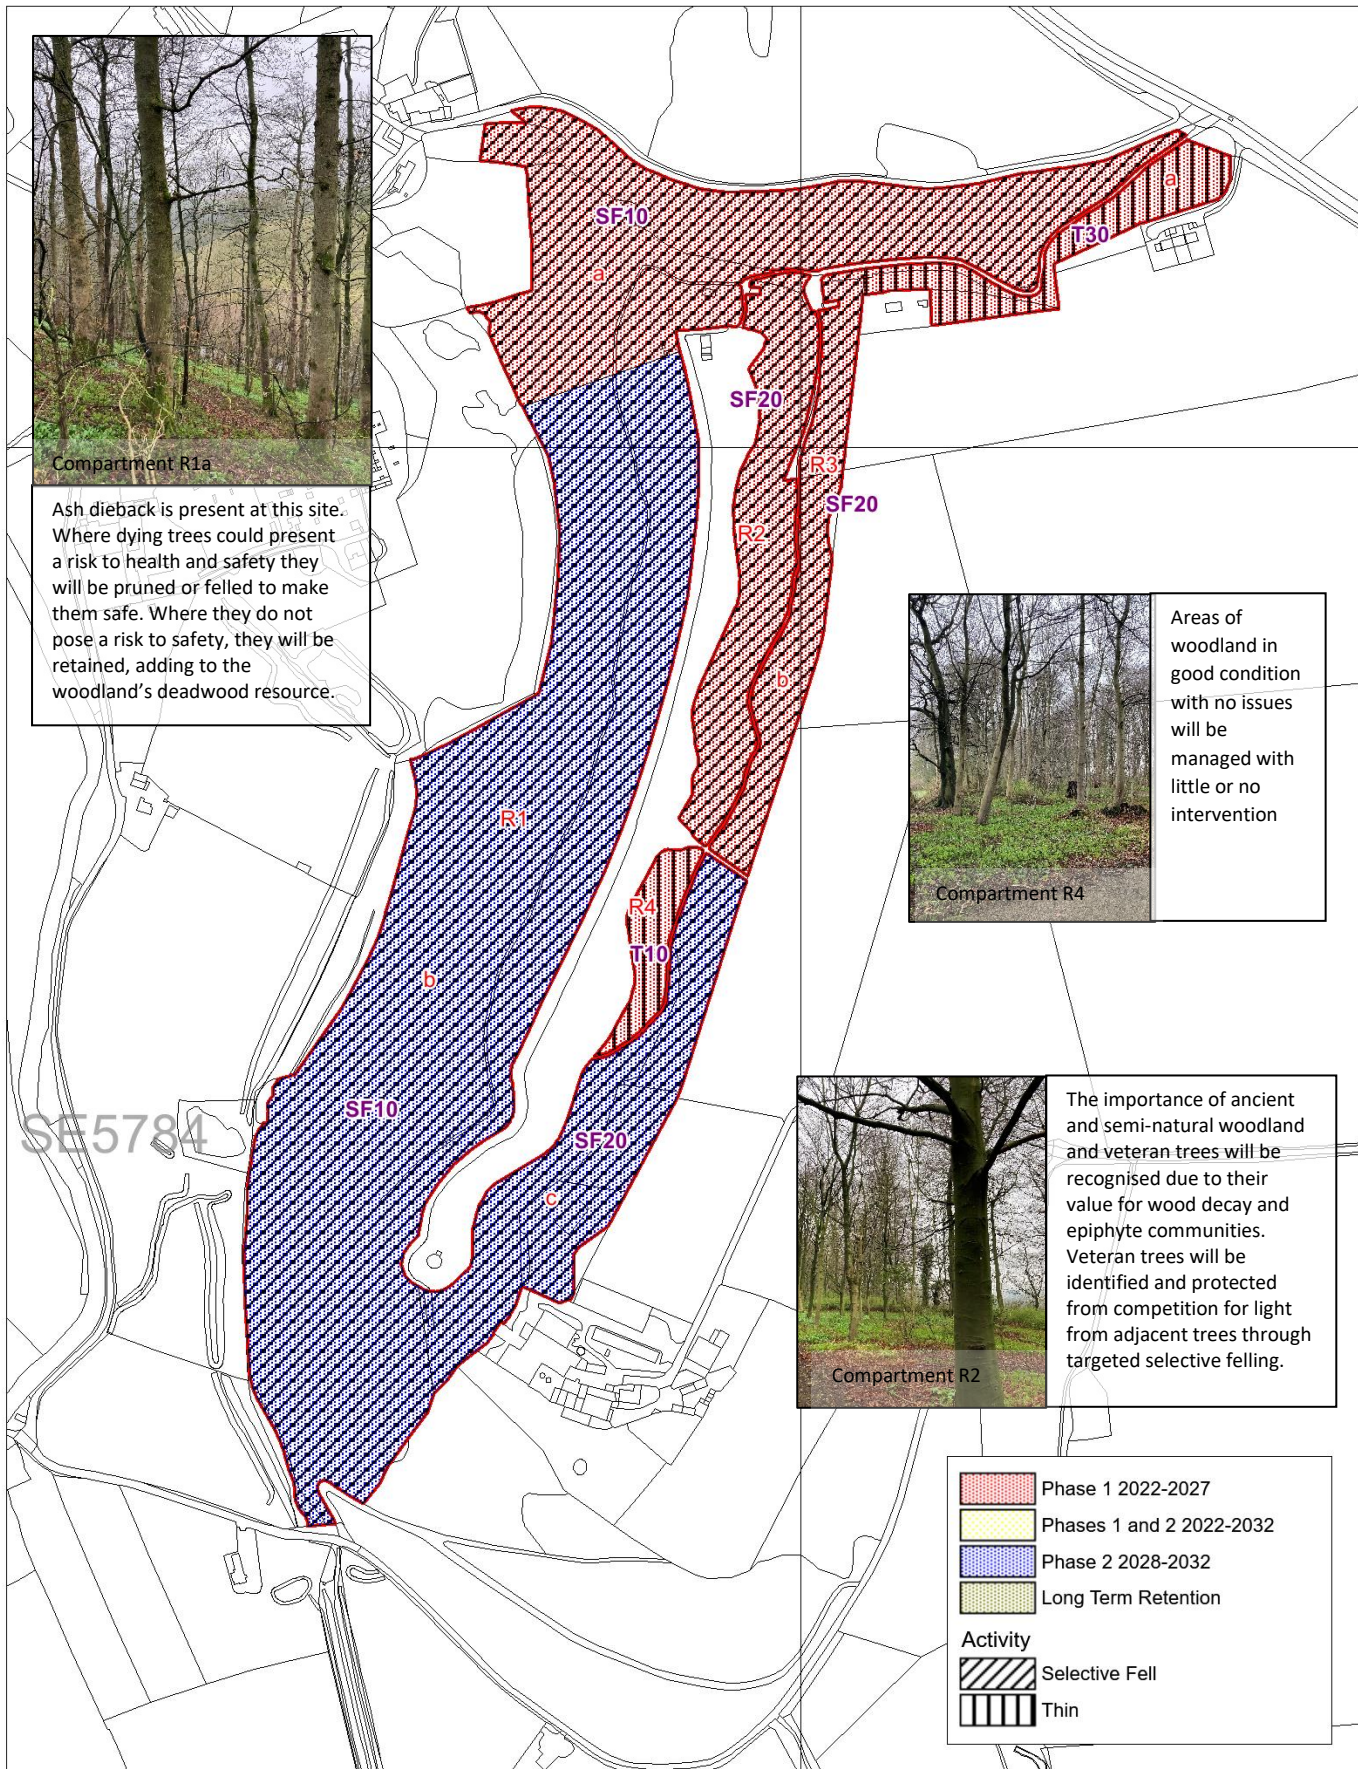 Compartment R1a
Ash dieback is present at this site.
Where dying trees could present
a risk to health and safety they
will be pruned or felled to make
them safe. Where they do not
pose a risk to safety, they will be
retained, adding to the
woodland’s deadwood resource.
SF10
a
a
T30
SF20
R3
SF20
R2
b
R1
R4
T10
b
SF10
SF20
c
SE5784
Compartment R4
Areas of
woodland in
good condition
with no issues
will be
managed with
little or no
intervention
Compartment R2
The importance of ancient
and semi-natural woodland
and veteran trees will be
recognised due to their
value for wood decay and
epiphyte communities.
Veteran trees will be
identified and protected
from competition for light
from adjacent trees through
targeted selective felling.
Phase 1 2022-2027
Phases 1 and 2 2022-2032
Phase 2 2028-2032
Long Term Retention
Activity
Selective Fell
Thin